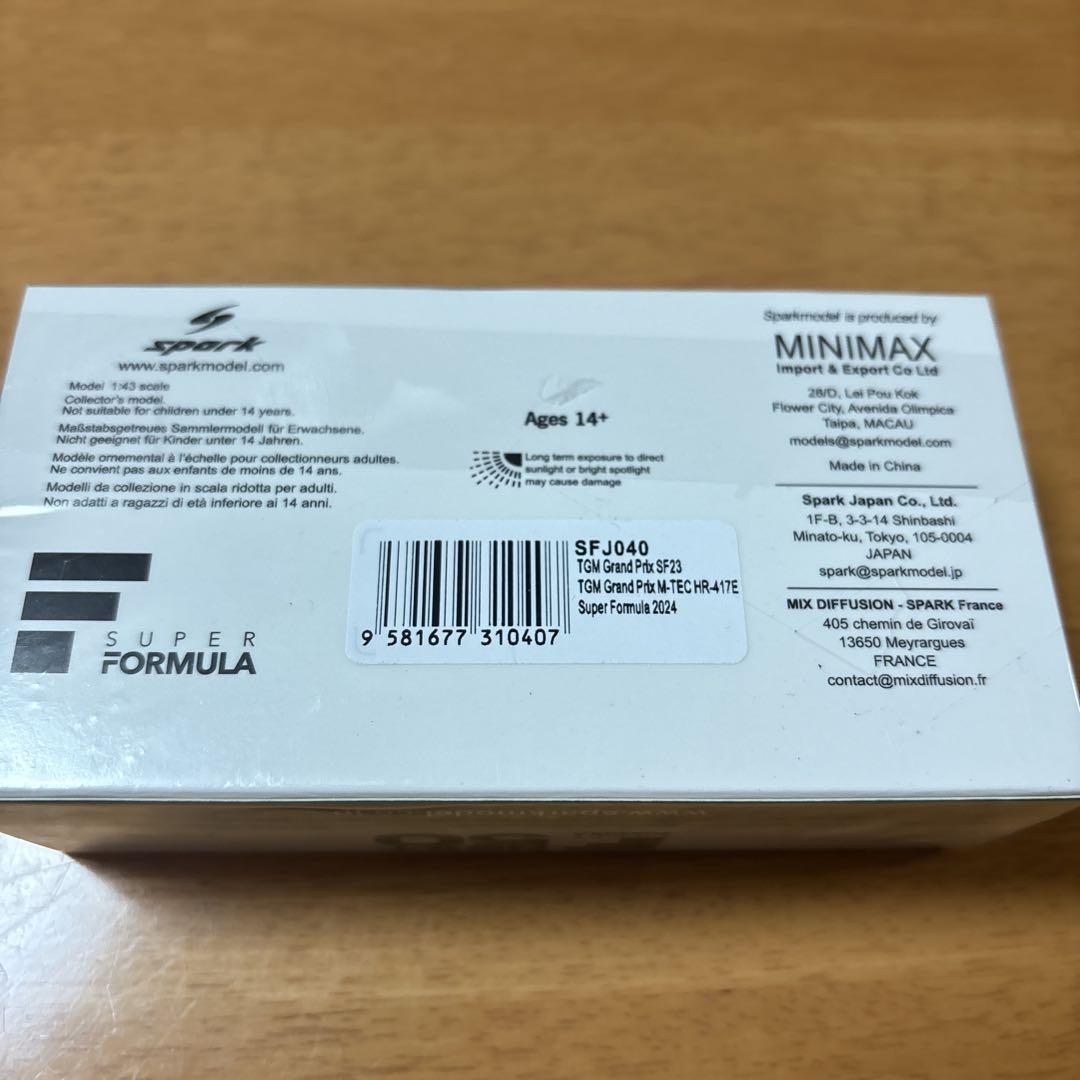 spark
www.sparkmodel.com
Model 1:43 scale
Collector's model.
Not suitable for children under 14 years.
Maßstabsgetreues Sammlermodell für Erwachsene.
Nicht geeignet für Kinder unter 14 Jahren.
Modèle ornemental à l'échelle pour collectionneurs adultes.
Ne convient pas aux enfants de moins de 14 ans.
Modelli da collezione in scala ridotta per adulti.
Non adatti a ragazzi di età inferiore ai 14 anni.
SUPER
FORMULA
Ages 14+
Long term exposure to direct
sunlight or bright spotlight
may cause damage
SFJ040
TGM Grand Prix SF23
TGM Grand Prix M-TEC HR-417E
Super Formula 2024
9 581677 310407
Sparkmodel is produced by
MINIMAX
Import & Export Co Ltd
28/D, Lei Pou Kok
Flower City, Avenida Olimpica
Taipa, MACAU
models@sparkmodel.com
Made in China
Spark Japan Co., Ltd.
1F-B, 3-3-14 Shinbashi
Minato-ku, Tokyo, 105-0004
JAPAN
spark@sparkmodel.jp
MIX DIFFUSION - SPARK France
405 chemin de Girovaï
13650 Meyrargues
FRANCE
contact@mixdiffusion.fr